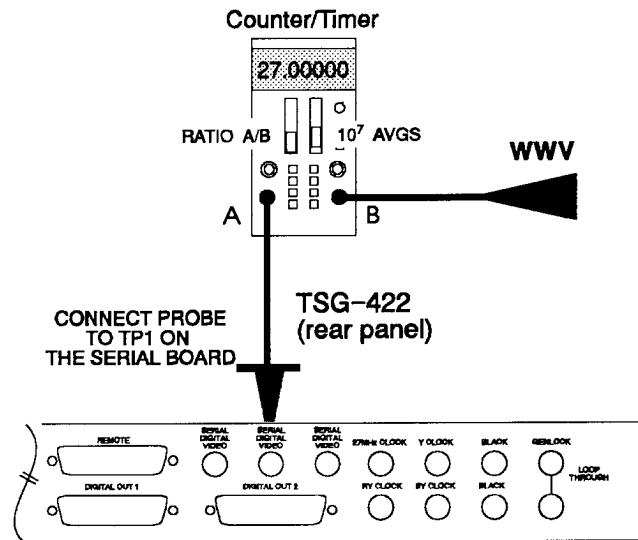 Counter/Timer
27.00000
RATIO A/B
10⁷ AVGS
WWV
A
B
TSG-422
(rear panel)
CONNECT PROBE
TO TP1 ON
THE SERIAL BOARD
REMOTE
SERIAL
DIGITAL
VIDEO
SERIAL
DIGITAL
VIDEO
SERIAL
DIGITAL
VIDEO
27MHz CLOCK
Y CLOCK
BLACK
GENLOCK
LOOP
THROUGH
DIGITAL OUT 1
DIGITAL OUT 2
RY CLOCK
BY CLOCK
BLACK